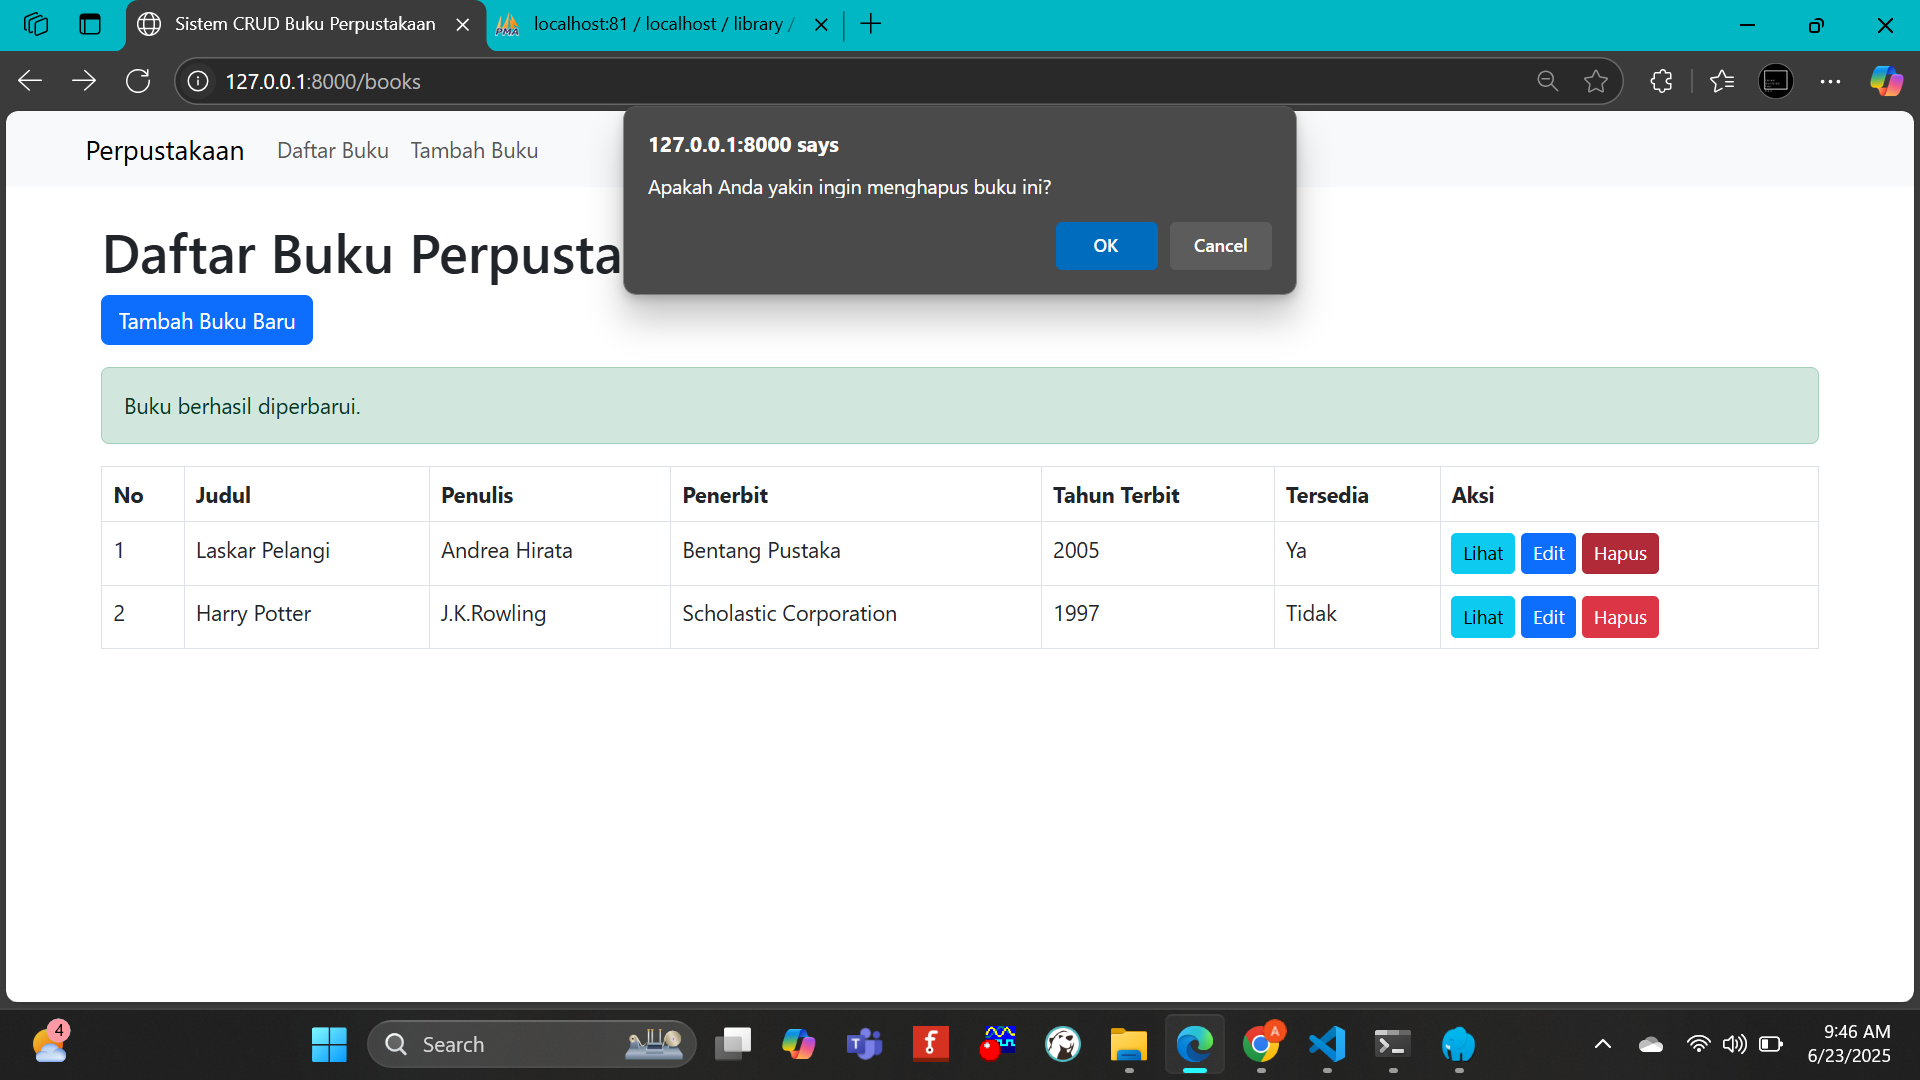 Sistem CRUD Buku Perpustakaan
localhost:81 / localhost / library /
127.0.0.1:8000/books
127.0.0.1:8000 says
Apakah Anda yakin ingin menghapus buku ini?
OK Cancel
Perpustakaan Daftar Buku Tambah Buku
Daftar Buku Perpusta
Tambah Buku Baru
Buku berhasil diperbarui.
No Judul Penulis Penerbit Tahun Terbit Tersedia Aksi
1 Laskar Pelangi Andrea Hirata Bentang Pustaka 2005 Ya Lihat Edit Hapus
2 Harry Potter J.K.Rowling Scholastic Corporation 1997 Tidak Lihat Edit Hapus
4
Search
A
9:46 AM
6/23/2025